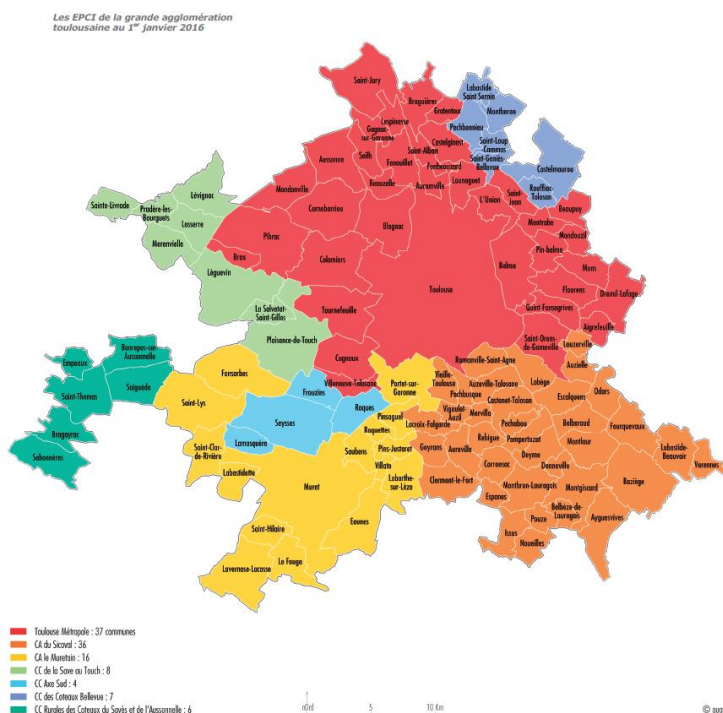 Les EPCI de la grande agglomération
toulousaine au 1er janvier 2016
Saint-Jory
Bruguières
Gratentour
Labastide
Saint Sernin
Montberon
Lespinasse
Gagnac-
sur-Garonne
Pechbonnieu
Saint-Loup
Cammas
Castelginest
Saint-Alban
Saint-Geniès-
Bellevue
Castelmaurou
Aussonne
Seilh
Fenouillet
Fonbeauzard
Launaguet
Rouffiac-
Tolosan
Beauzelle
Aucamville
L'Union
Saint-
Jean
Beaupuy
Mondonville
Lévignac
Sainte-Livrade
Pradère-les-
Bourguets
Lasserre
Cornebarrieu
Blagnac
Montrabe
Mondouzil
Merenvielle
Pibrac
Pin-balma
Brax
Colomiers
Balma
Mons
Léguevin
Toulouse
Flourens
Dremil-Lafage
La Salvetat-
Saint-Gilles
Tournefeuille
Quint-Fonsegrives
Aigrefeuille
Plaisance-du-Touch
Saint-Orens
de-Gameville
Lauzerville
Bonrepos-sur-
Aussonnelle
Cugnaux
Ramonville-Saint-Agne
Auzielle
Empeaux
Fonsorbes
Villeneuve-Tolosane
Portet-sur-
Garonne
Vieille-
Toulouse
Auzeville-Tolosane
Labège
Saiguède
Frouzins
Pechbusque
Escalquens
Odars
Saint-Thomas
Saint-Lys
Roques
Pinsaguel
Vigoulet-
Auzil
Mervilla
Castanet-Tolosan
Seysses
Lacroix-Falgarde
Pechabou
Belberaud
Fourquevaux
Bragayrac
Roquettes
Rebigue
Pompertuzat
Montlaur
Lamasquère
Saubens
Pins-Justaret
Goyrans
Aureville
Deyme
Labastide-
Beauvoir
Sabonnères
Saint-Clar-
de-Rivière
Villate
Corronsac
Donneville
Varennes
Labastidette
Labarthe-
sur-Lèze
Clermont-le-Fort
Montbrun-Lauragais
Montgiscard
Baziège
Muret
Espanes
Belbèze-de-
Lauragais
Ayguesvives
Eaunes
Pouze
Saint-Hilaire
Issus
Noueilles
Le Fauga
Lavernose-Lacasse
Toulouse Métropole : 37 communes
CA du Sicoval : 36
CA le Muretain : 16
CC de la Save au Touch : 8
CC Axe Sud : 4
CC des Coteaux Bellevue : 7
CC Rurales des Coteaux du Savès et de l'Aussonnelle : 6
5
10 Km